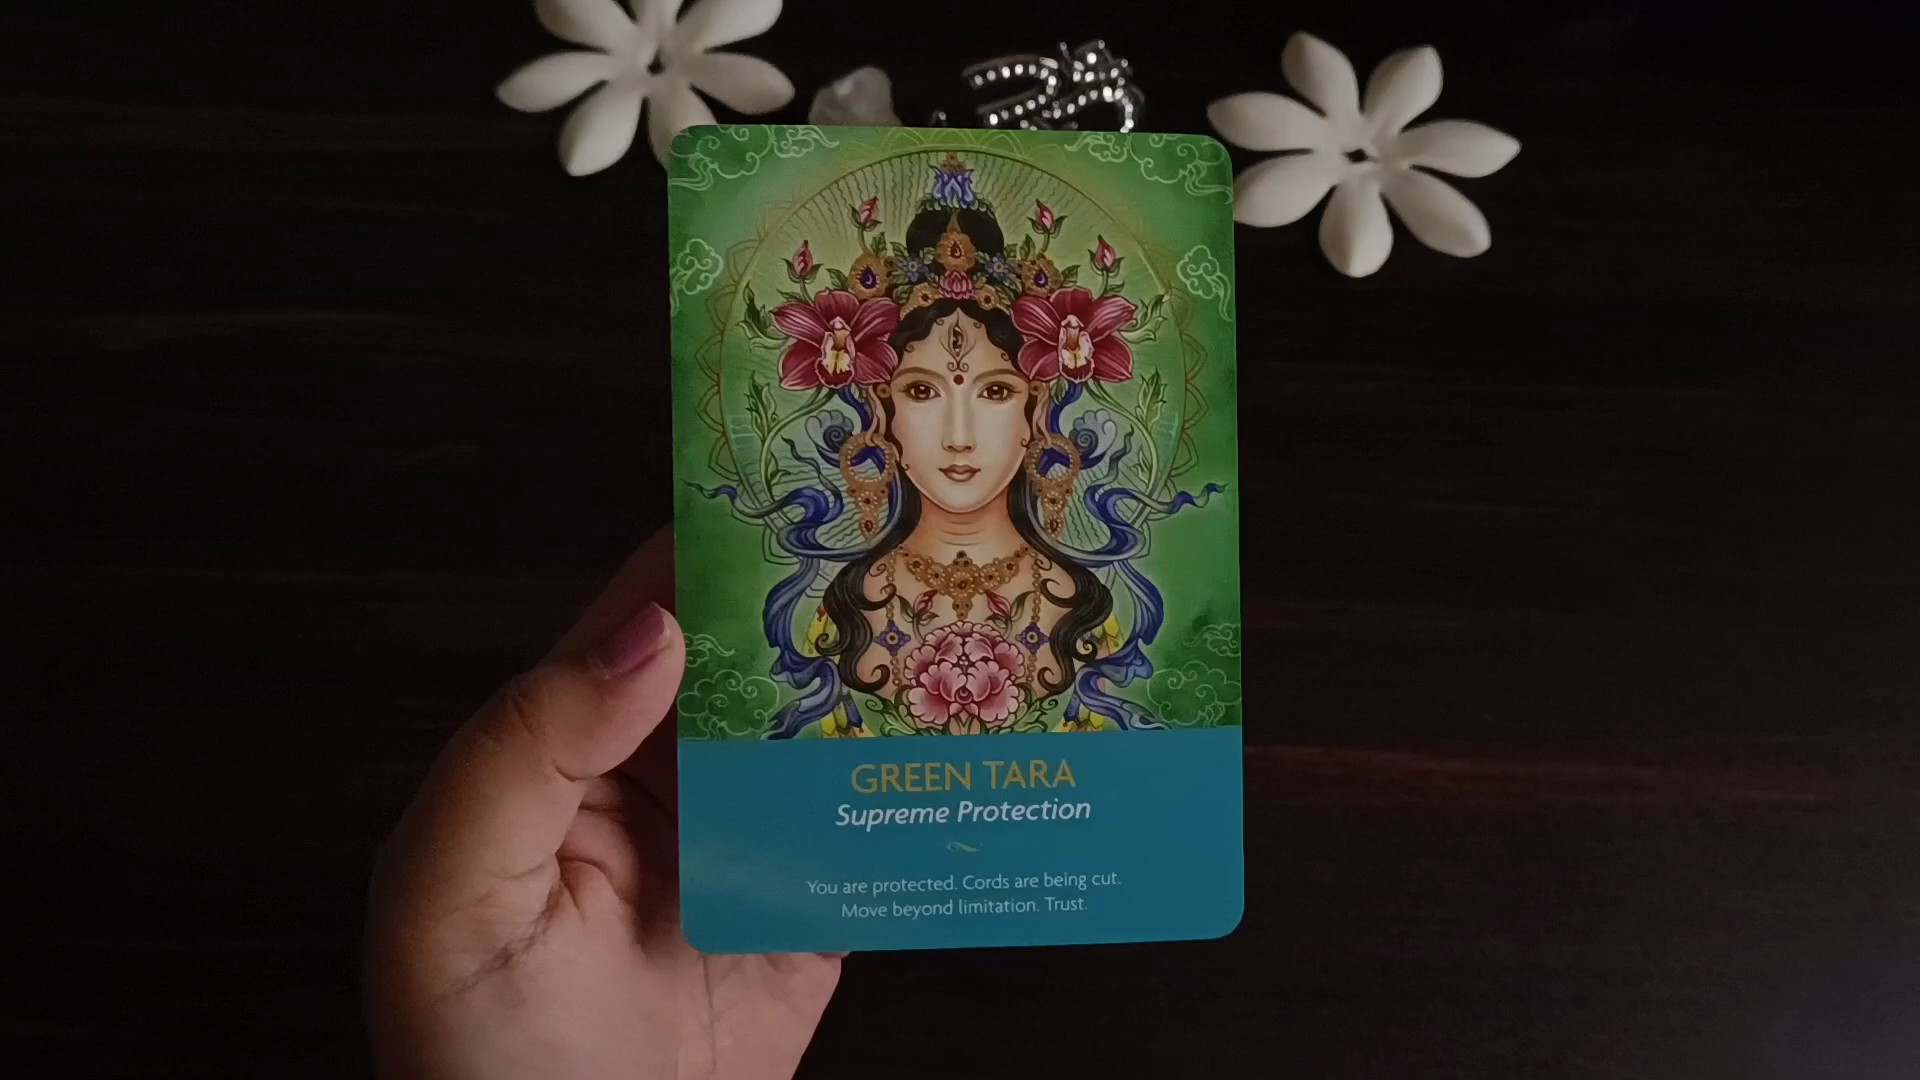 GREEN TARA
Supreme Protection
You are protected. Cords are being cut.
Move beyond limitation. Trust.